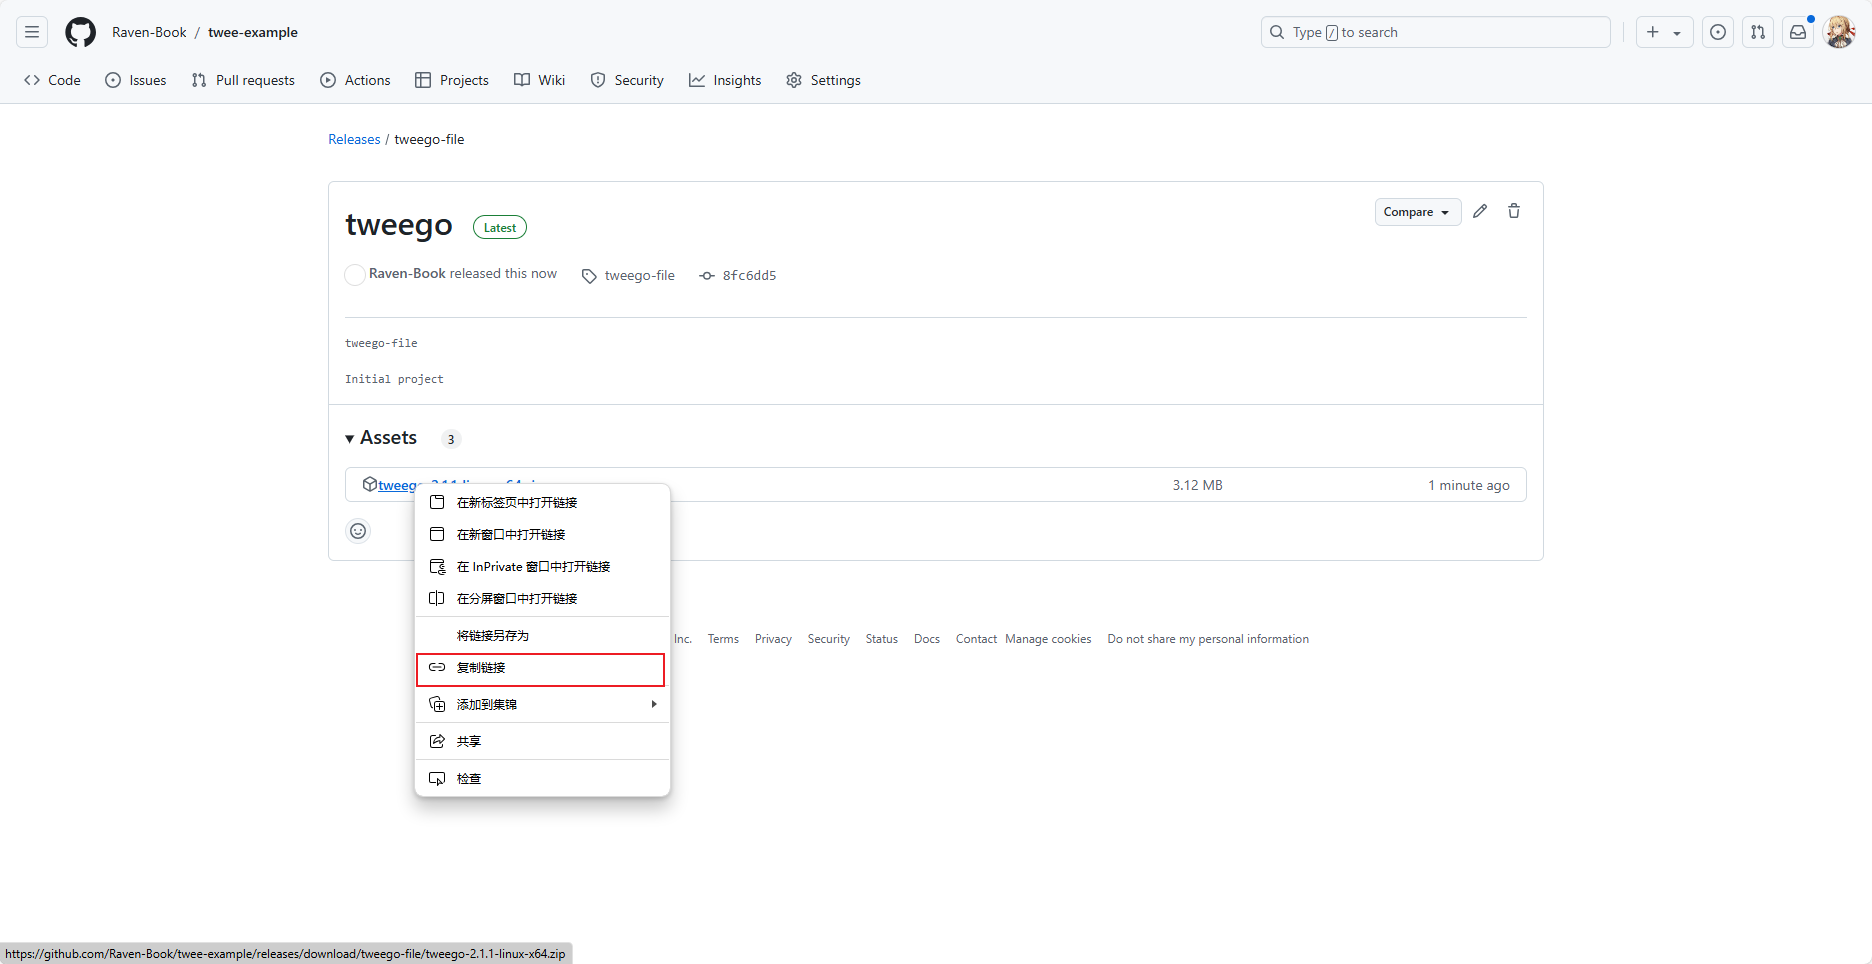 Raven-Book / twee-example
Type / to search
Code Issues Pull requests Actions Projects Wiki Security Insights Settings
Releases / tweego-file
tweego Latest
Compare
Raven-Book released this now tweego-file 8fc6dd5
tweego-file
Initial project
Assets 3
3.12 MB 1 minute ago
在新标签页中打开链接
在新窗口中打开链接
在 InPrivate 窗口中打开链接
在分屏窗口中打开链接
将链接另存为
Inc. Terms Privacy Security Status Docs Contact Manage cookies Do not share my personal information
复制链接
添加到集锦
共享
检查
https://github.com/Raven-Book/twee-example/releases/download/tweego-file/tweego-2.1.1-linux-x64.zip